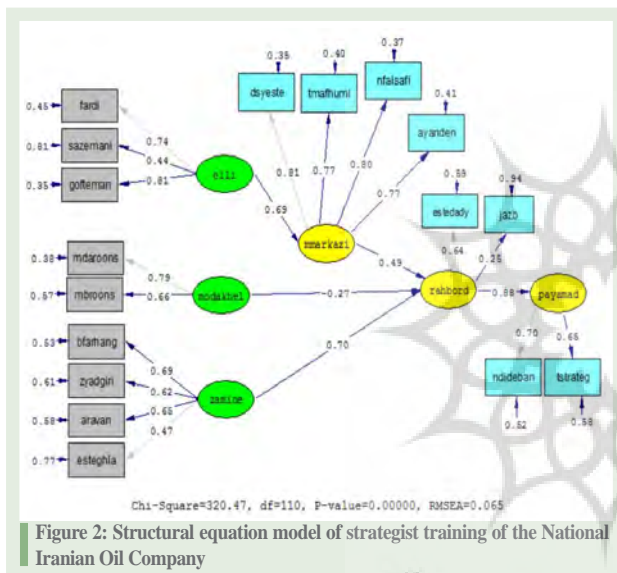 0.35
0.40
0.37
0.45
fardi
dsyeste
tmafhumi
nfalsafi
0.41
0.81
sazemani
0.74
0.44
ayanden
0.35
gofteman
0.81
elli
0.81
0.77
0.80
0.77
0.59
0.94
0.69
estedady
jazb
mmarkazi
0.38
mdaroons
0.79
0.49
0.64
0.25
0.57
mbroons
0.66
modakhel
-0.27
rahbord
0.88
payamad
0.53
bfarhang
0.69
0.70
0.70
0.65
0.61
zyadgiri
0.62
0.58
aravan
0.65
zamine
ndideban
tstrateg
0.77
esteghla
0.47
0.52
0.58
Chi-Square=320.47, df=110, P-value=0.00000, RMSEA=0.065
Figure 2: Structural equation model of strategist training of the National
Iranian Oil Company